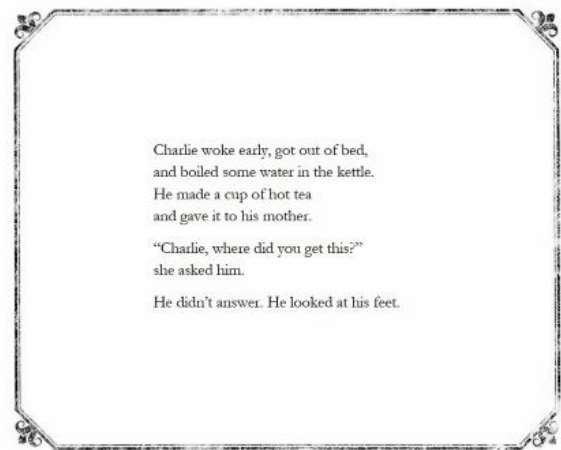 Charlie woke early, got out of bed,
and boiled some water in the kettle.
He made a cup of hot tea
and gave it to his mother.
“Charlie, where did you get this?”
she asked him.
He didn’t answer. He looked at his feet.